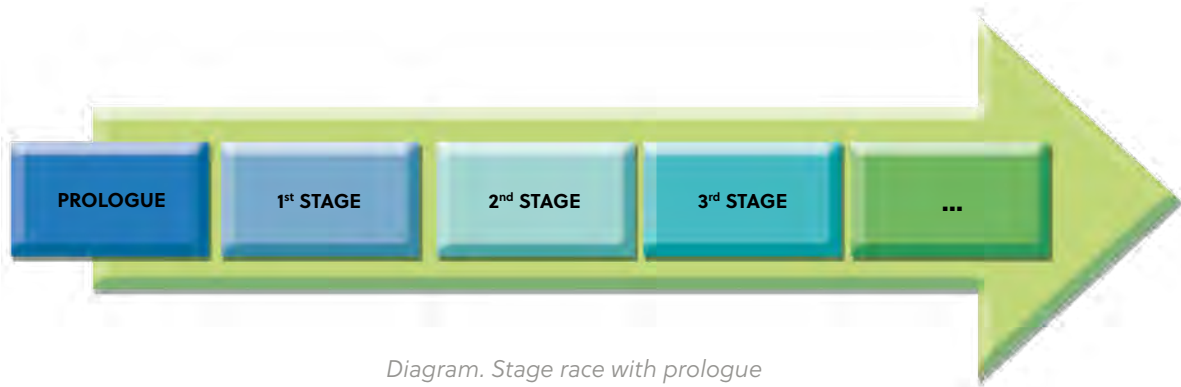 PROLOGUE
1st STAGE
2nd STAGE
3rd STAGE
...
Diagram. Stage race with prologue